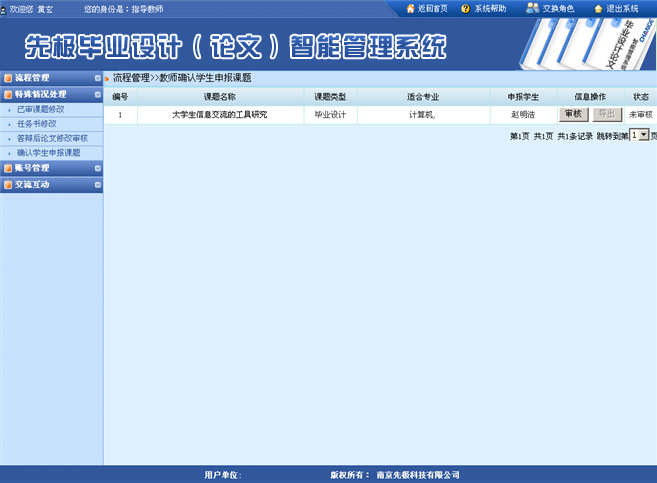 欢迎您 黄玄 您的身份是：指导教师 返回首页 系统帮助 交换角色 退出系统
先极毕业设计（论文）智能管理系统
毕业设计论文
流程管理
特殊情况处理
已审课题修改
任务书修改
答辩后论文修改审核
确认学生申报课题
账号管理
交流互动
流程管理>>教师确认学生申报课题
编号 课题名称 课题类型 适合专业 申报学生 信息操作 状态
1 大学生信息交流的工具研究 毕业设计 计算机, 赵明浩 审核 导出 未审核
第1页 共1页 共1条记录 跳转到第 1 页
用户单位: 版权所有： 南京先极科技有限公司